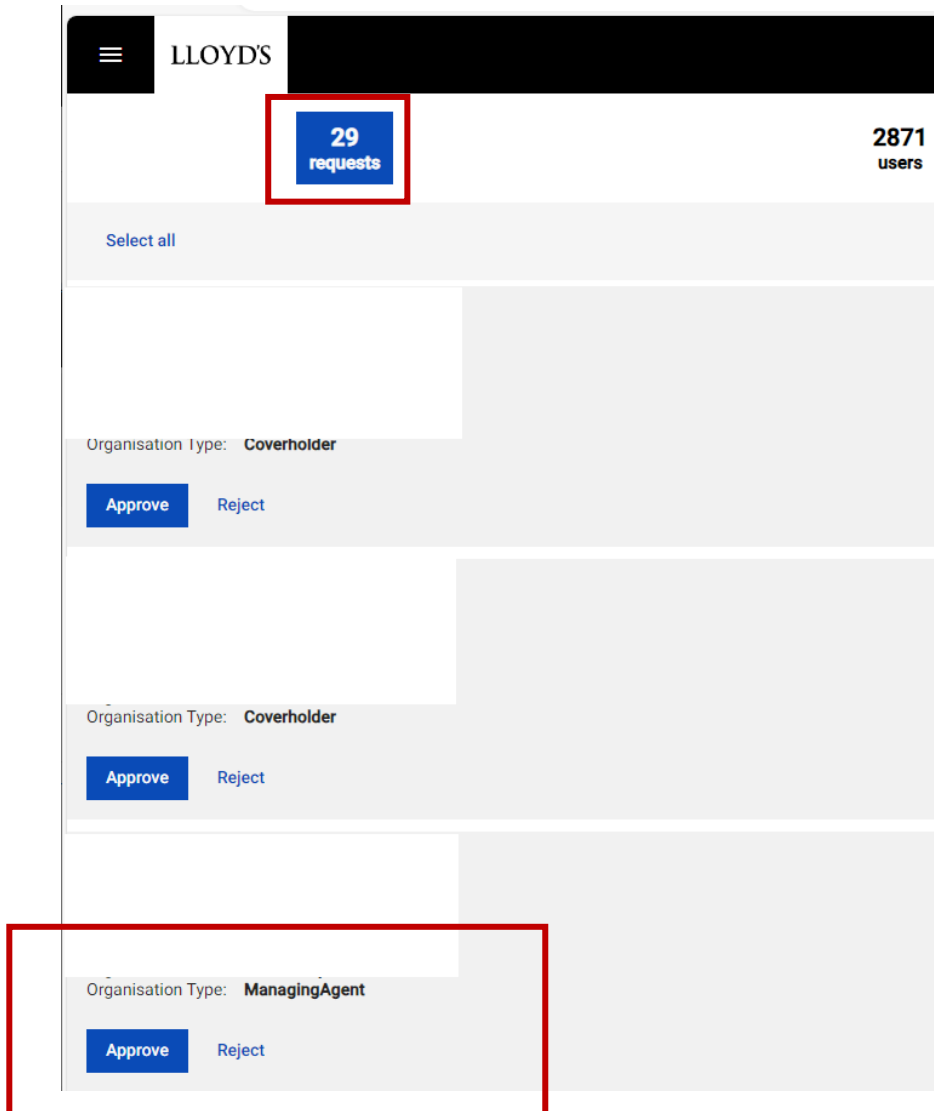 LLOYD'S
29
requests
2871
users
Select all
Organisation Type: Coverholder
Approve Reject
Organisation Type: Coverholder
Approve Reject
Organisation Type: ManagingAgent
Approve Reject